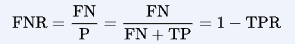 FNR = FN/P = FN/(FN + TP) = 1 − TPR